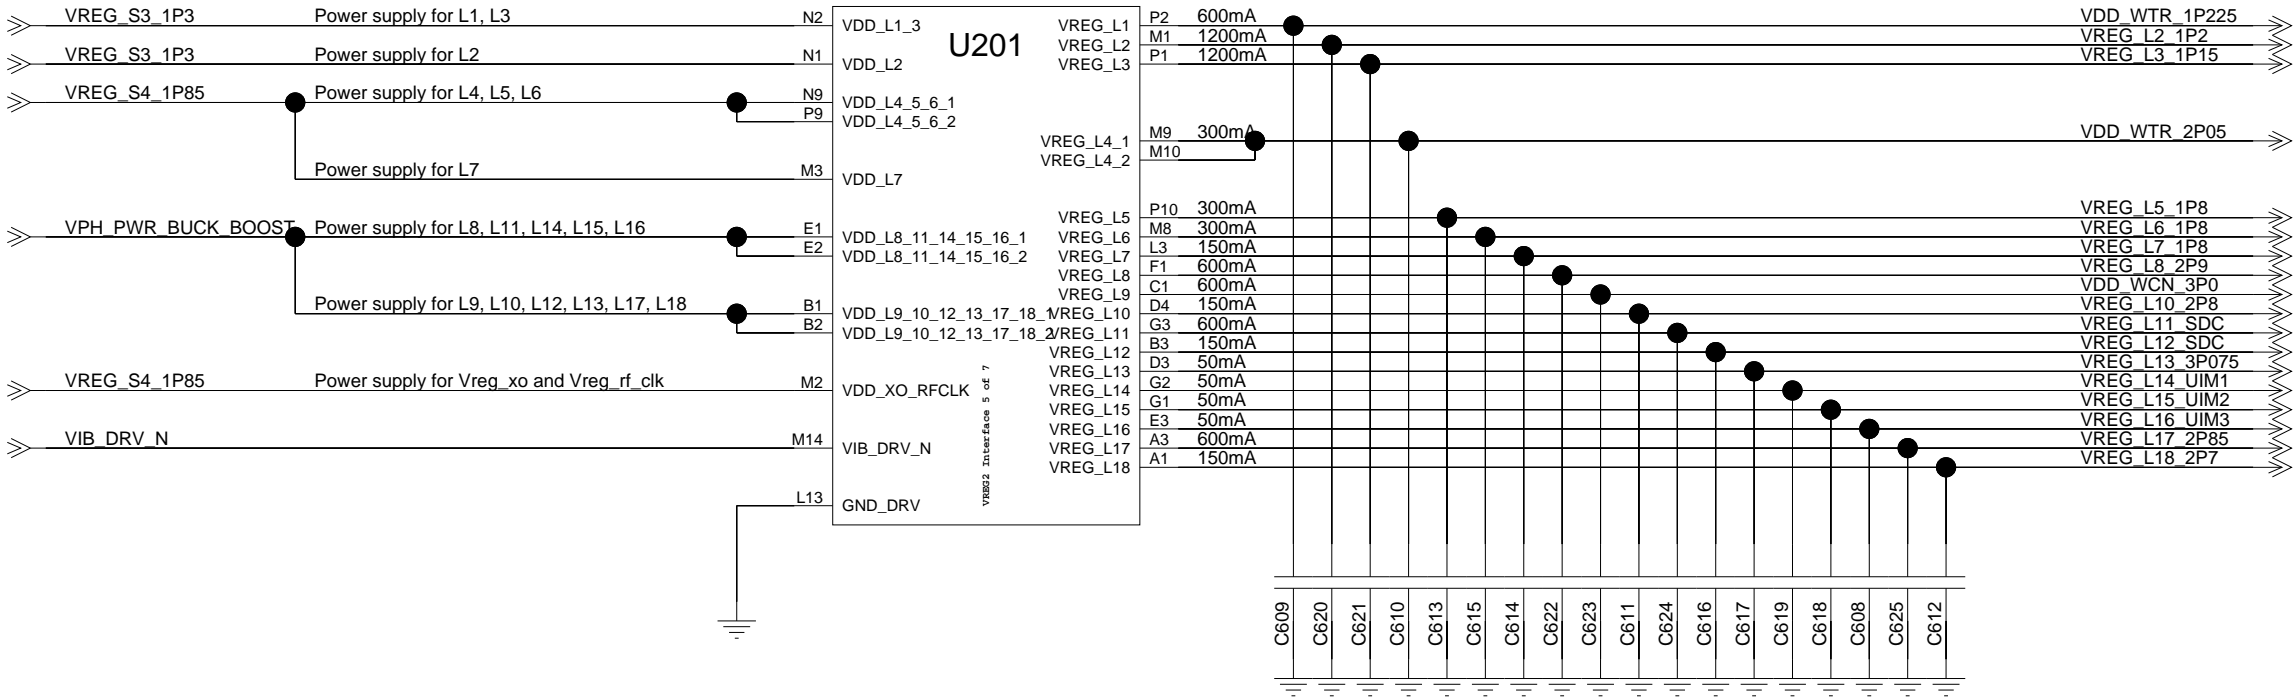 VREG_S3_1P3 Power supply for L1, L3 N2 VDD_L1_3
VREG_S3_1P3 Power supply for L2 N1 VDD_L2
VREG_S4_1P85 Power supply for L4, L5, L6 N9 VDD_L4_5_6_1
P9 VDD_L4_5_6_2
Power supply for L7 M3 VDD_L7
VPH_PWR_BUCK_BOOST Power supply for L8, L11, L14, L15, L16 E1 VDD_L8_11_14_15_16_1
E2 VDD_L8_11_14_15_16_2
Power supply for L9, L10, L12, L13, L17, L18 B1 VDD_L9_10_12_13_17_18_1
B2 VDD_L9_10_12_13_17_18_2
VREG_S4_1P85 Power supply for Vreg_xo and Vreg_rf_clk M2 VDD_XO_RFCLK
VIB_DRV_N M14 VIB_DRV_N
L13 GND_DRV
U201
VREG2 Interface 5 of 7
VREG_L1 P2 600mA VDD_WTR_1P225
VREG_L2 M1 1200mA VREG_L2_1P2
VREG_L3 P1 1200mA VREG_L3_1P15
VREG_L4_1 M9 300mA VDD_WTR_2P05
VREG_L4_2 M10
VREG_L5 P10 300mA VREG_L5_1P8
VREG_L6 M8 300mA VREG_L6_1P8
VREG_L7 L3 150mA VREG_L7_1P8
VREG_L8 F1 600mA VREG_L8_2P9
VREG_L9 C1 600mA VDD_WCN_3P0
VREG_L10 D4 150mA VREG_L10_2P8
VREG_L11 G3 600mA VREG_L11_SDC
VREG_L12 B3 150mA VREG_L12_SDC
VREG_L13 D3 50mA VREG_L13_3P075
VREG_L14 G2 50mA VREG_L14_UIM1
VREG_L15 G1 50mA VREG_L15_UIM2
VREG_L16 E3 50mA VREG_L16_UIM3
VREG_L17 A3 600mA VREG_L17_2P85
VREG_L18 A1 150mA VREG_L18_2P7
C609
C620
C621
C610
C613
C615
C614
C622
C623
C611
C624
C616
C617
C619
C618
C608
C625
C612